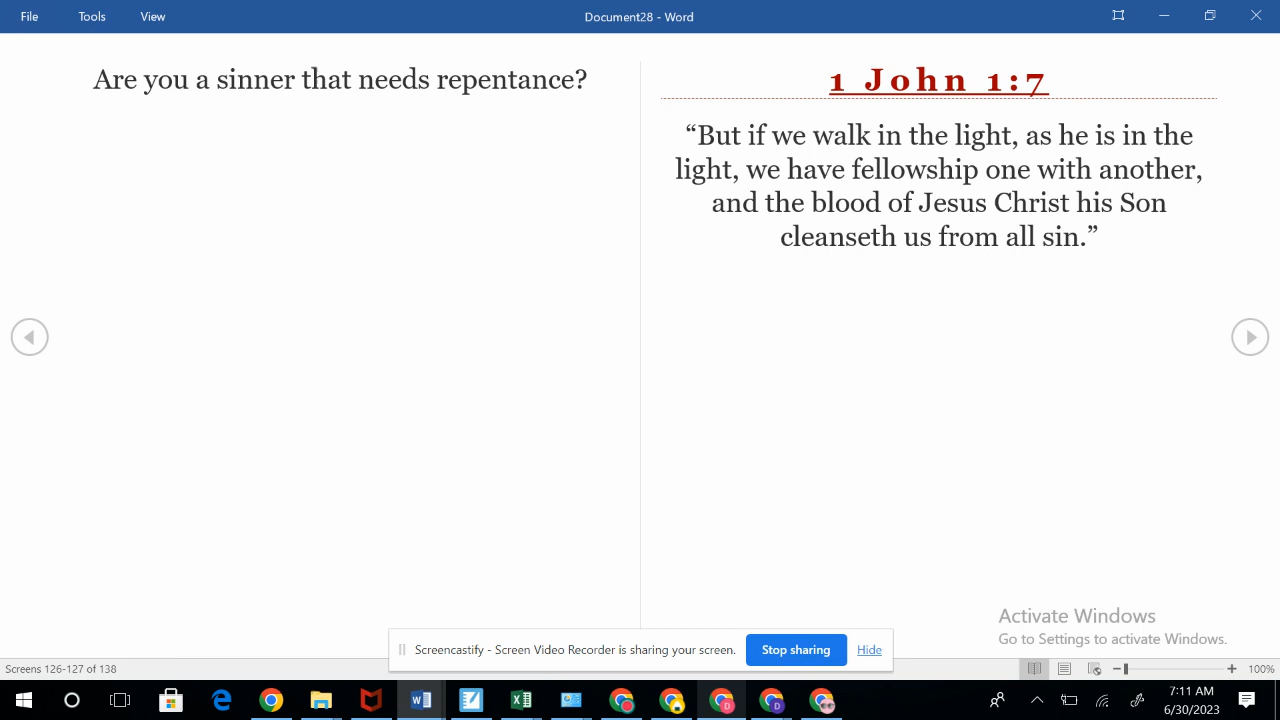 File Tools View Document28 - Word
Are you a sinner that needs repentance?
1 John 1:7
“But if we walk in the light, as he is in the
light, we have fellowship one with another,
and the blood of Jesus Christ his Son
cleanseth us from all sin.”
Activate Windows
Go to Settings to activate Windows.
Screencastify - Screen Video Recorder is sharing your screen. Stop sharing Hide
Screens 126-127 of 138 100%
7:11 AM
6/30/2023